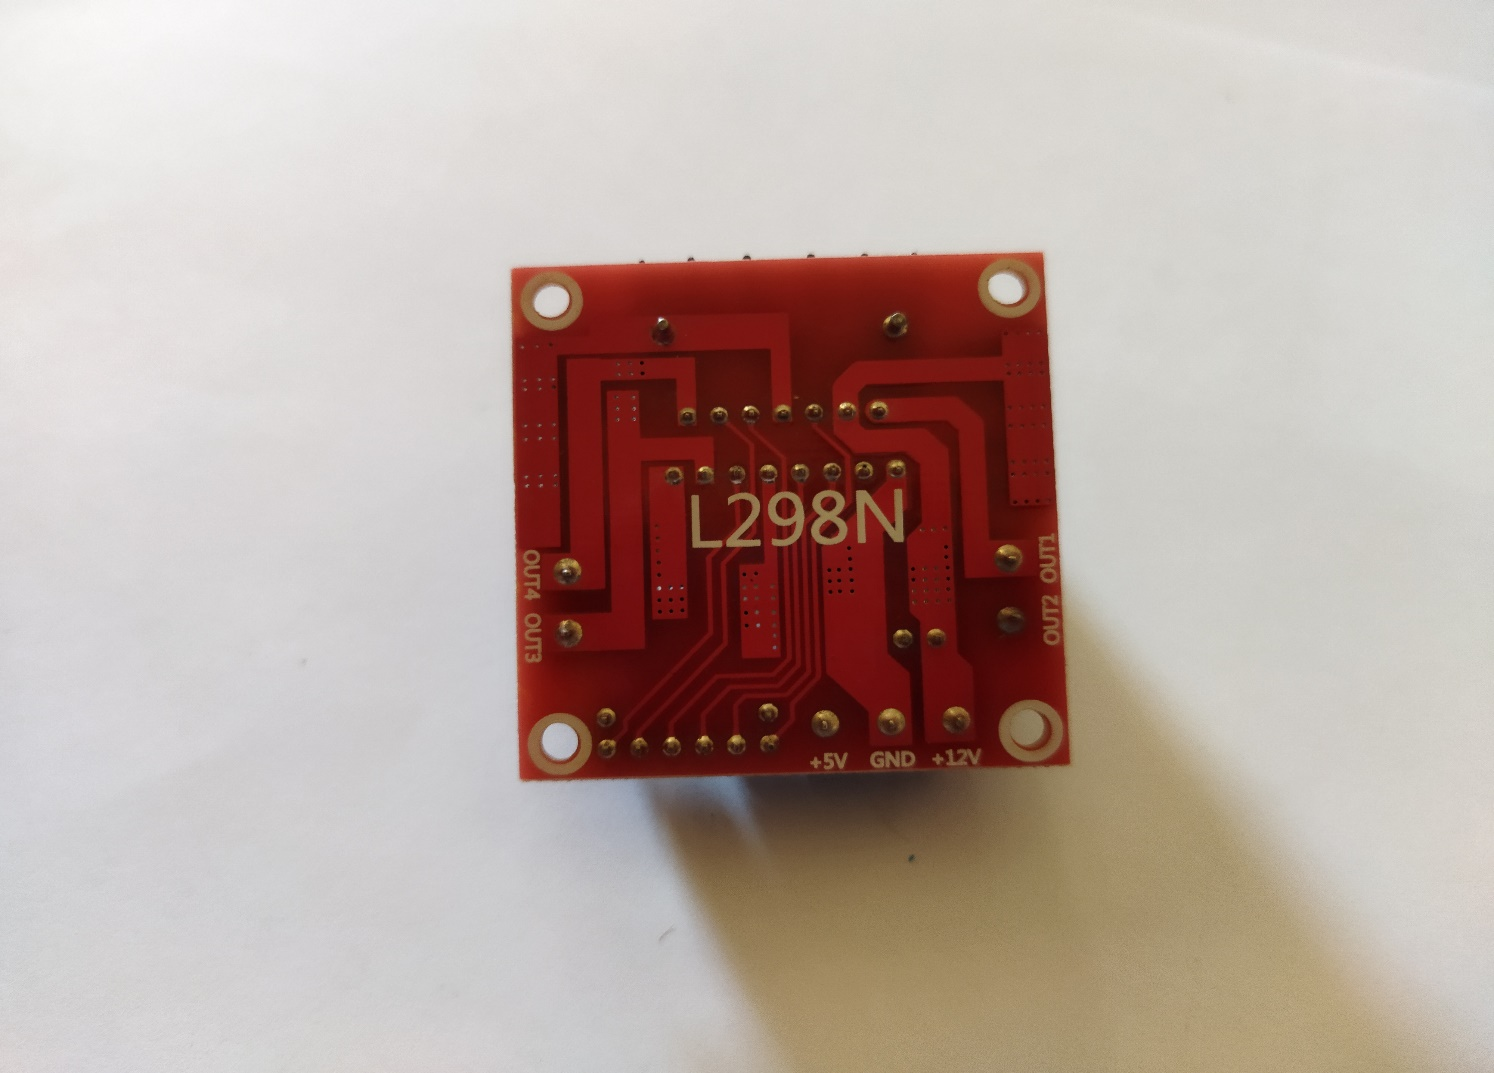 L298N
OUT4
OUT3
OUT1
OUT2
+5V GND +12V